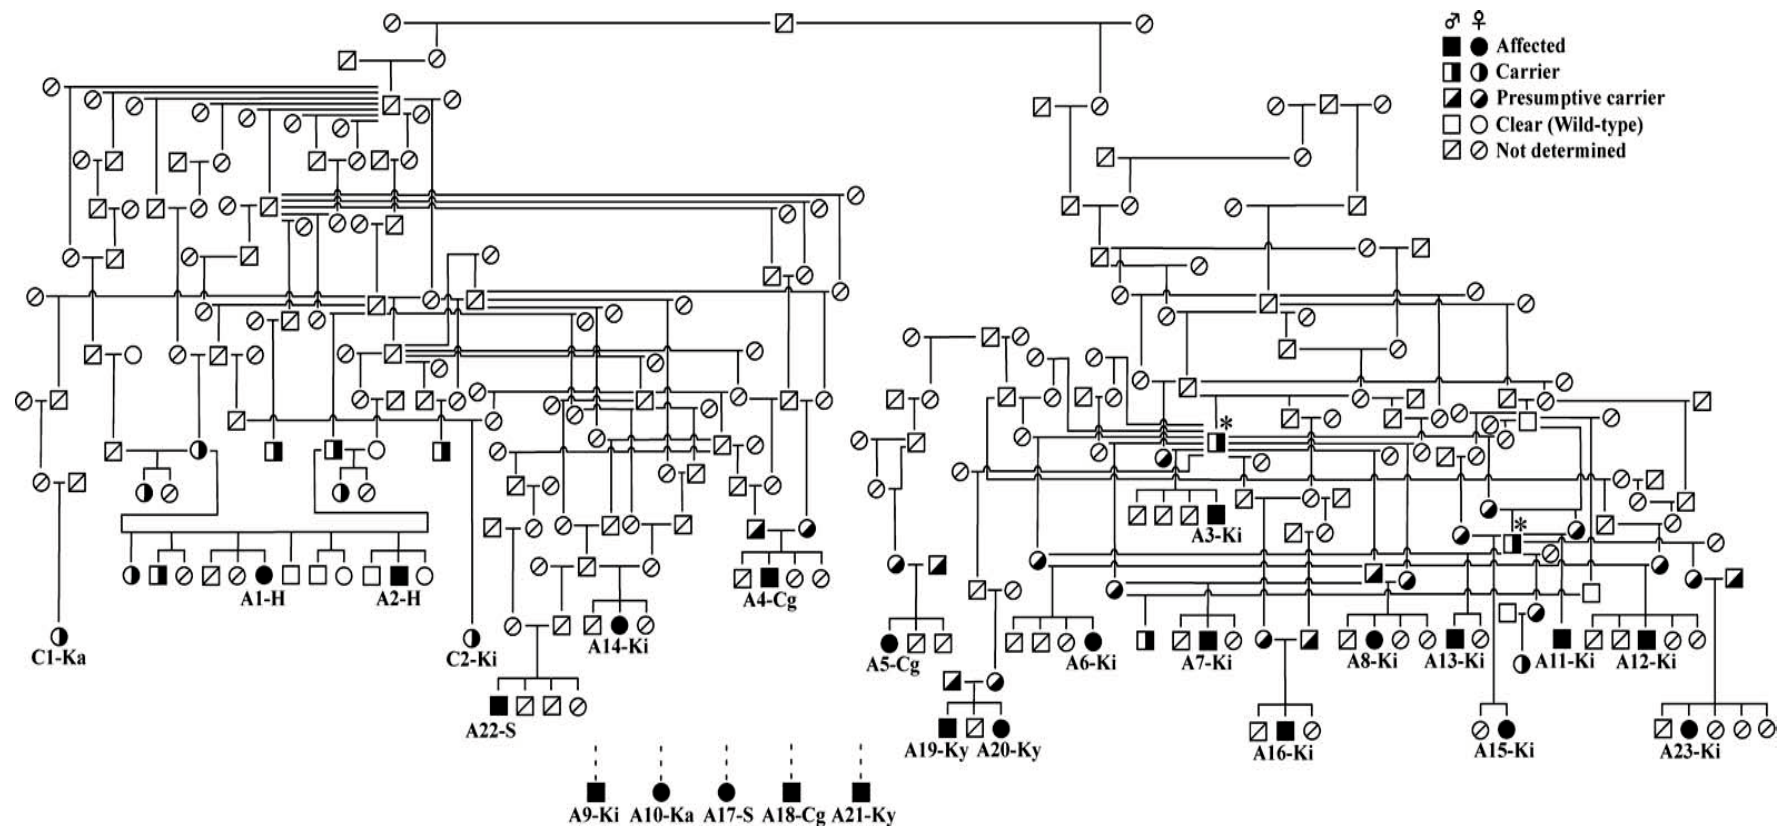 ♂ ♀
Affected
Carrier
Presumptive carrier
Clear (Wild-type)
Not determined
*
*
A3-Ki
A1-H
A2-H
A4-Cg
C1-Ka
C2-Ki
A14-Ki
A5-Cg
A6-Ki
A7-Ki
A8-Ki
A13-Ki
A11-Ki
A12-Ki
A22-S
A19-Ky
A20-Ky
A16-Ki
A15-Ki
A23-Ki
A9-Ki
A10-Ka
A17-S
A18-Cg
A21-Ky